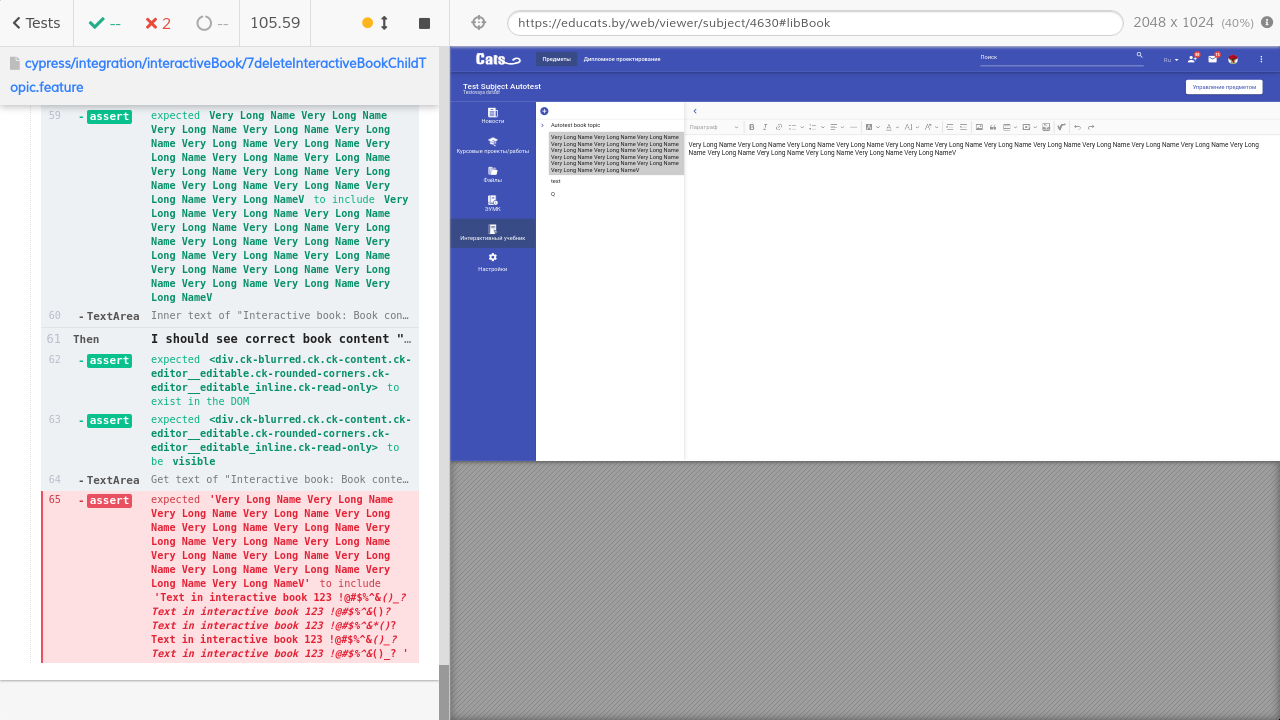 Tests
--
2
--
105.59
https://educats.by/web/viewer/subject/4630#libBook
2048 x 1024 (40%)
cypress/integration/interactiveBook/7deleteInteractiveBookChildT
opic.feature
59 - assert expected Very Long Name Very Long Name
Very Long Name Very Long Name Very Long
Name Very Long Name Very Long Name Very
Long Name Very Long Name Very Long Name
Very Long Name Very Long Name Very Long
Name Very Long Name Very Long Name Very
Long Name Very Long NameV to include Very
Long Name Very Long Name Very Long Name
Very Long Name Very Long Name Very Long
Name Very Long Name Very Long Name Very
Long Name Very Long Name Very Long Name
Very Long Name Very Long Name Very Long
Name Very Long Name Very Long Name Very
Long NameV
60 - TextArea Inner text of "Interactive book: Book con…
61 Then I should see correct book content "…
62 - assert expected <div.ck-blurred.ck.ck-content.ck-
editor__editable.ck-rounded-corners.ck-
editor__editable_inline.ck-read-only> to
exist in the DOM
63 - assert expected <div.ck-blurred.ck.ck-content.ck-
editor__editable.ck-rounded-corners.ck-
editor__editable_inline.ck-read-only> to
be visible
64 - TextArea Get text of "Interactive book: Book conte…
65 - assert expected 'Very Long Name Very Long Name
Very Long Name Very Long Name Very Long
Name Very Long Name Very Long Name Very
Long Name Very Long Name Very Long Name
Very Long Name Very Long Name Very Long
Name Very Long Name Very Long Name Very
Long Name Very Long NameV' to include
'Text in interactive book 123 !@#$%^&()_?
Text in interactive book 123 !@#$%^&()?
Text in interactive book 123 !@#$%^&*()?
Text in interactive book 123 !@#$%^&()_?
Text in interactive book 123 !@#$%^&()_? '
Cats
Предметы
Дипломное проектирование
Поиск
Ru
Test Subject Autotest
Управление предметом
Новости
Курсовые проекты/работы
Файлы
ЭУМК
Интерактивный учебник
Настройки
Autotest book topic
Very Long Name Very Long Name Very Long Name
Very Long Name Very Long Name Very Long Name
Very Long Name Very Long Name Very Long Name
Very Long Name Very Long Name Very Long Name
Very Long Name Very Long Name Very Long Name
Very Long Name Very Long NameV
text
Q
Параграф
Very Long Name Very Long Name Very Long Name Very Long Name Very Long Name Very Long Name Very Long Name Very Long Name Very Long Name Very Long Name Very Long Name Very Long
Name Very Long Name Very Long Name Very Long Name Very Long Name Very Long NameV